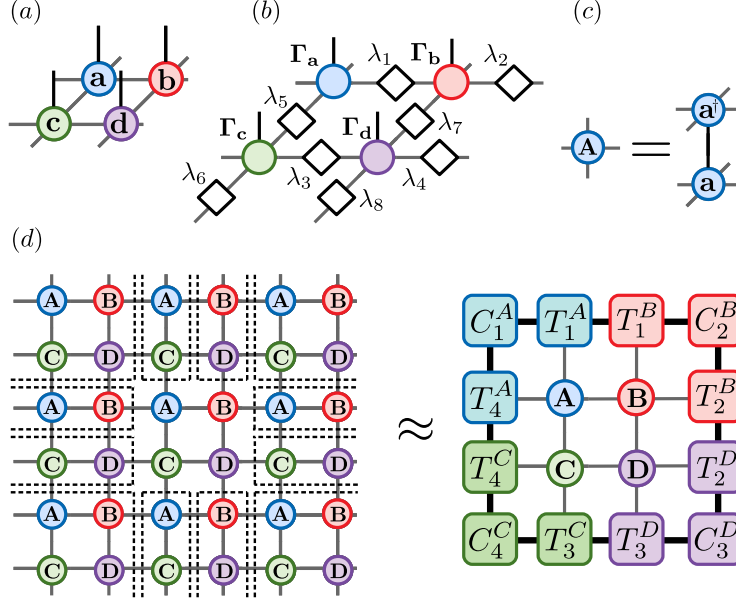 (a)
a b
c d
(b)
Γa λ1 Γb λ2
λ5 λ7
Γc Γd
λ6 λ3 λ4
λ8
(c)
A = a†
a
(d)
A B A B A B
C D C D C D
A B A B A B
C D C D C D
A B A B A B
C D C D C D
≈
C₁ᴬ T₁ᴬ T₁ᴮ C₂ᴮ
T₄ᴬ A B T₂ᴮ
T₄ᶜ C D T₂ᴰ
C₄ᶜ T₃ᶜ T₃ᴰ C₃ᴰ